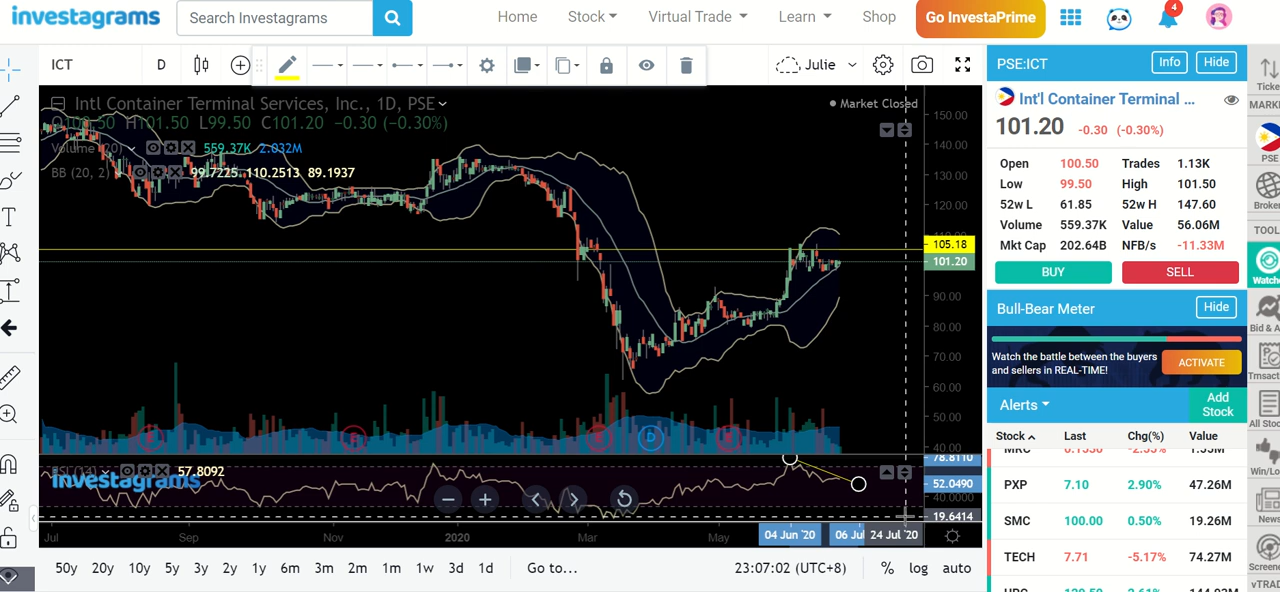 investagrams
Search Investagrams
Home Stock Virtual Trade Learn Shop
Go InvestaPrime
4
ICT D
Julie
Intl Container Terminal Services, Inc., 1D, PSE
Market Closed
O100.50 H101.50 L99.50 C101.20 −0.30 (−0.30%)
Volume (20) 559.37K 2.032M
BB (20, 2) 99.7225 110.2513 89.1937
150.00
140.00
130.00
120.00
105.18
101.20
90.00
80.00
70.00
60.00
50.00
40.00
D
RSI (14) 57.8092
investagrams
78.8110
52.0490
40.0000
19.6414
Jul Sep Nov 2020 Mar May 04 Jun '20 06 Jul 24 Jul '20
50y 20y 10y 5y 3y 2y 1y 6m 3m 2m 1m 1w 3d 1d Go to... 23:07:02 (UTC+8) % log auto
PSE:ICT Info Hide
Int'l Container Terminal ...
101.20 -0.30 (-0.30%)
Open 100.50 Trades 1.13K
Low 99.50 High 101.50
52w L 61.85 52w H 147.60
Volume 559.37K Value 56.06M
Mkt Cap 202.64B NFB/s -11.33M
BUY SELL
Bull-Bear Meter Hide
Watch the battle between the buyers
and sellers in REAL-TIME!
ACTIVATE
Alerts
Add
Stock
Stock Last Chg(%) Value
PXP 7.10 2.90% 47.26M
SMC 100.00 0.50% 19.26M
TECH 7.71 -5.17% 74.27M
Ticke
MARK
PSE
Broker
TOOL
Watch
Bid & A
Trnsact
All Stoc
Win/Lo
News
Screene
vTRAD